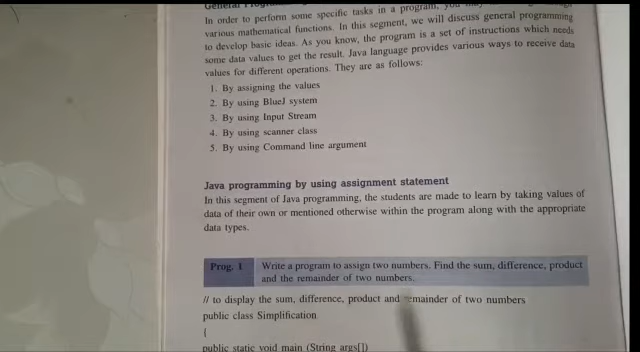 General
In order to perform some specific tasks in a program, you may
various mathematical functions. In this segment, we will discuss general programming
to develop basic ideas. As you know, the program is a set of instructions which needs
some data values to get the result. Java language provides various ways to receive data
values for different operations. They are as follows:
1. By assigning the values
2. By using BlueJ system
3. By using Input Stream
4. By using scanner class
5. By using Command line argument
Java programming by using assignment statement
In this segment of Java programming, the students are made to learn by taking values of
data of their own or mentioned otherwise within the program along with the appropriate
data types.
Prog. 1 Write a program to assign two numbers. Find the sum, difference, product
and the remainder of two numbers.
// to display the sum, difference, product and remainder of two numbers
public class Simplification
{
public static void main (String args[])